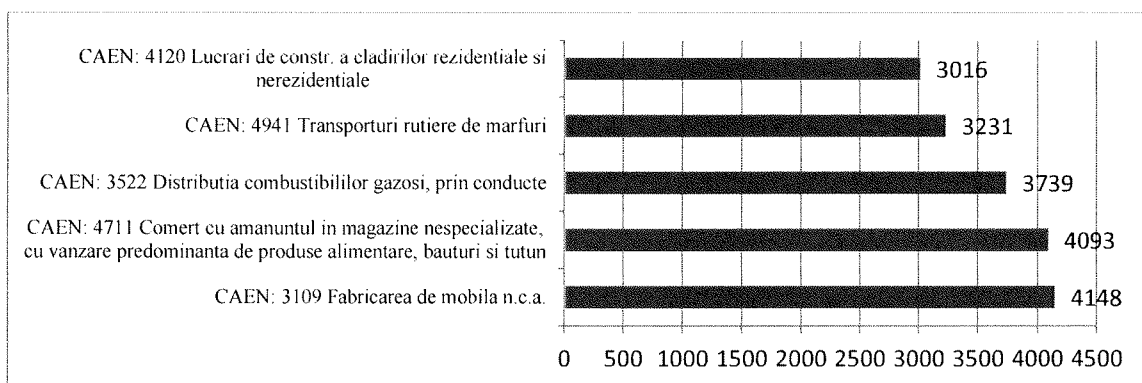 CAEN: 4120 Lucrari de constr. a cladirilor rezidentiale si
nerezidentiale
3016
CAEN: 4941 Transporturi rutiere de marfuri
3231
CAEN: 3522 Distributia combustibililor gazosi, prin conducte
3739
CAEN: 4711 Comert cu amanuntul in magazine nespecializate,
cu vanzare predominanta de produse alimentare, bauturi si tutun
4093
CAEN: 3109 Fabricarea de mobila n.c.a.
4148
0 500 1000 1500 2000 2500 3000 3500 4000 4500